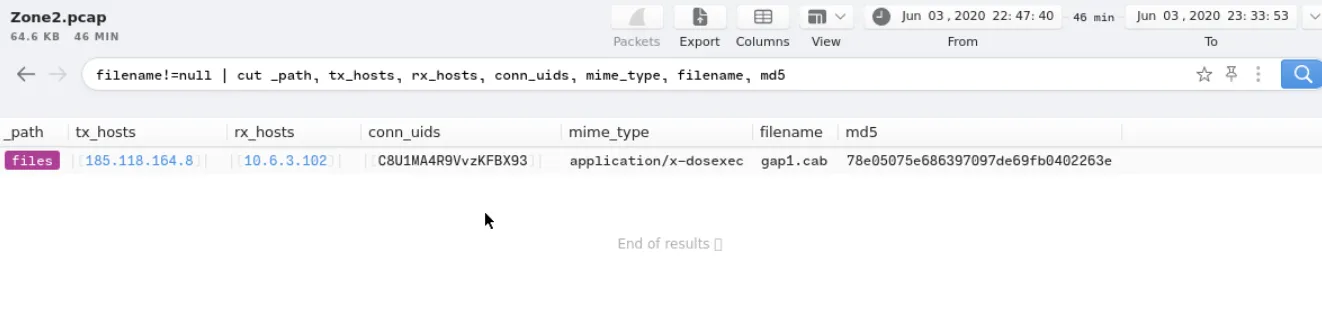 Zone2.pcap
64.6 KB 46 MIN
Packets Export Columns View
Jun 03, 2020 22:47:40 46 min Jun 03, 2020 23:33:53
From To
filename!=null | cut _path, tx_hosts, rx_hosts, conn_uids, mime_type, filename, md5
_path tx_hosts rx_hosts conn_uids mime_type filename md5
files 185.118.164.8 10.6.3.102 C8U1MA4R9VvzKFBX93 application/x-dosexec gap1.cab 78e05075e686397097de69fb0402263e
End of results